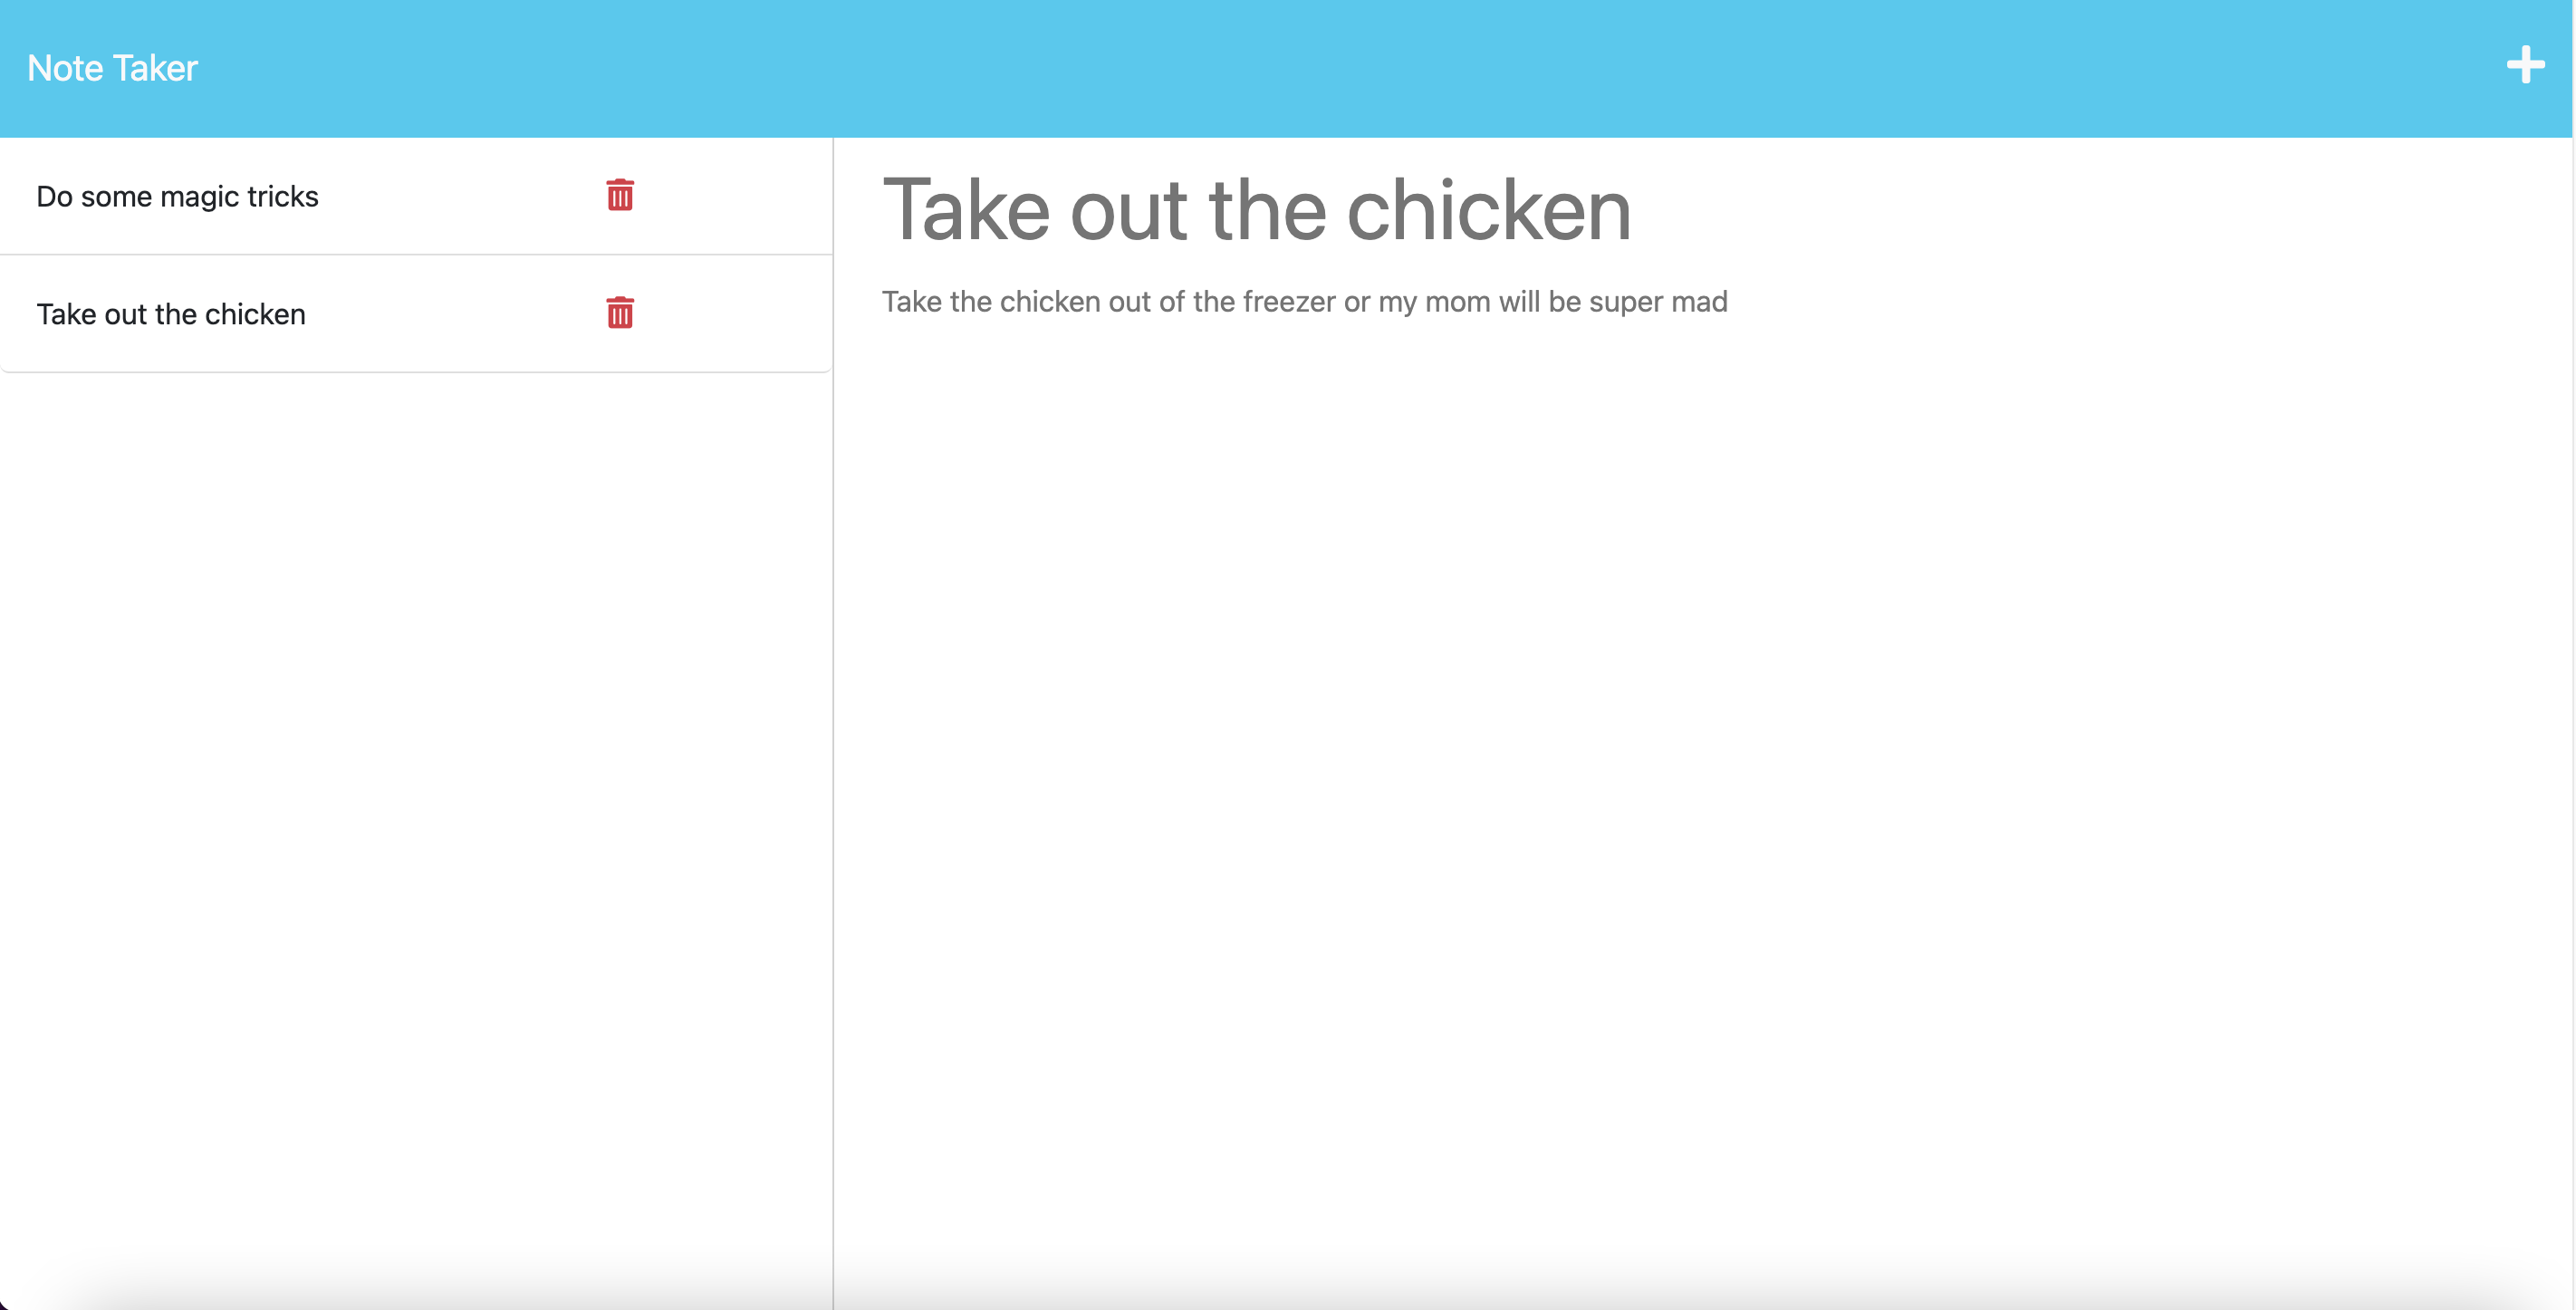 Note Taker
Do some magic tricks
Take out the chicken
Take out the chicken
Take the chicken out of the freezer or my mom will be super mad